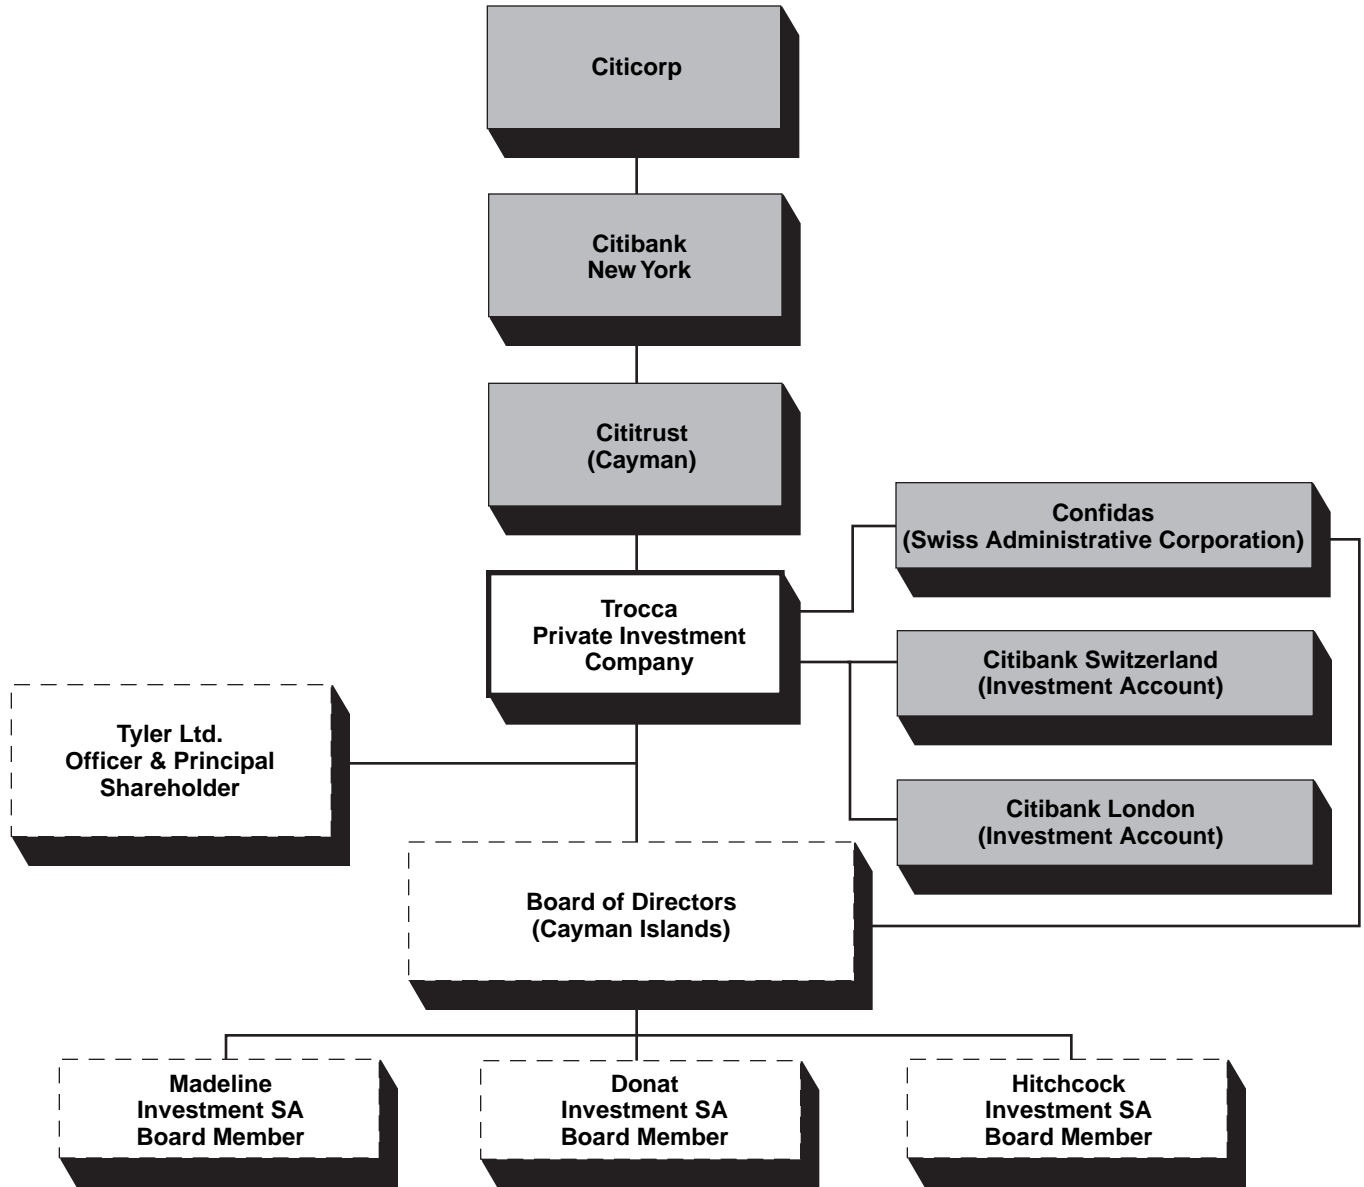 Citicorp
Citibank
New York
Cititrust
(Cayman)
Confidas
(Swiss Administrative Corporation)
Trocca
Private Investment
Company
Citibank Switzerland
(Investment Account)
Tyler Ltd.
Officer & Principal
Shareholder
Citibank London
(Investment Account)
Board of Directors
(Cayman Islands)
Madeline
Investment SA
Board Member
Donat
Investment SA
Board Member
Hitchcock
Investment SA
Board Member